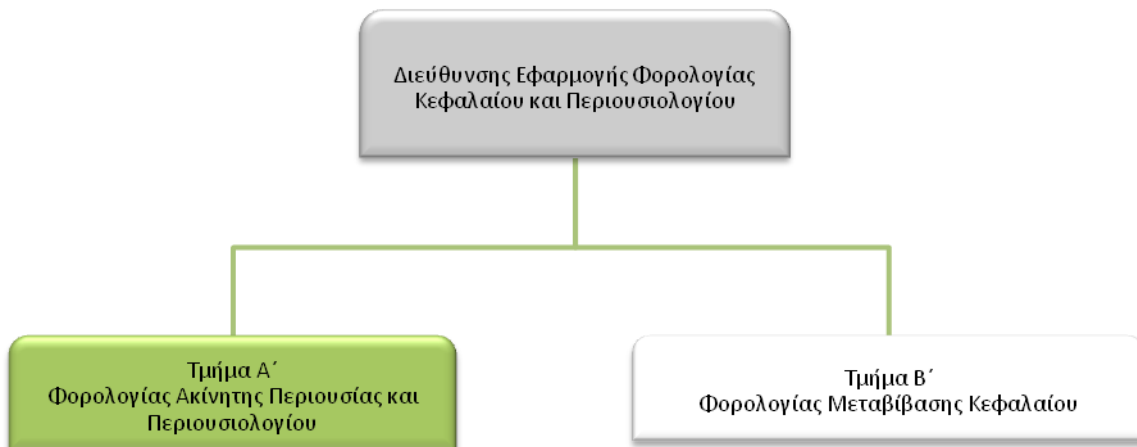 Διεύθυνσης Εφαρμογής Φορολογίας
Κεφαλαίου και Περιουσιολογίου
Τμήμα Α΄
Φορολογίας Ακίνητης Περιουσίας και
Περιουσιολογίου
Τμήμα Β΄
Φορολογίας Μεταβίβασης Κεφαλαίου